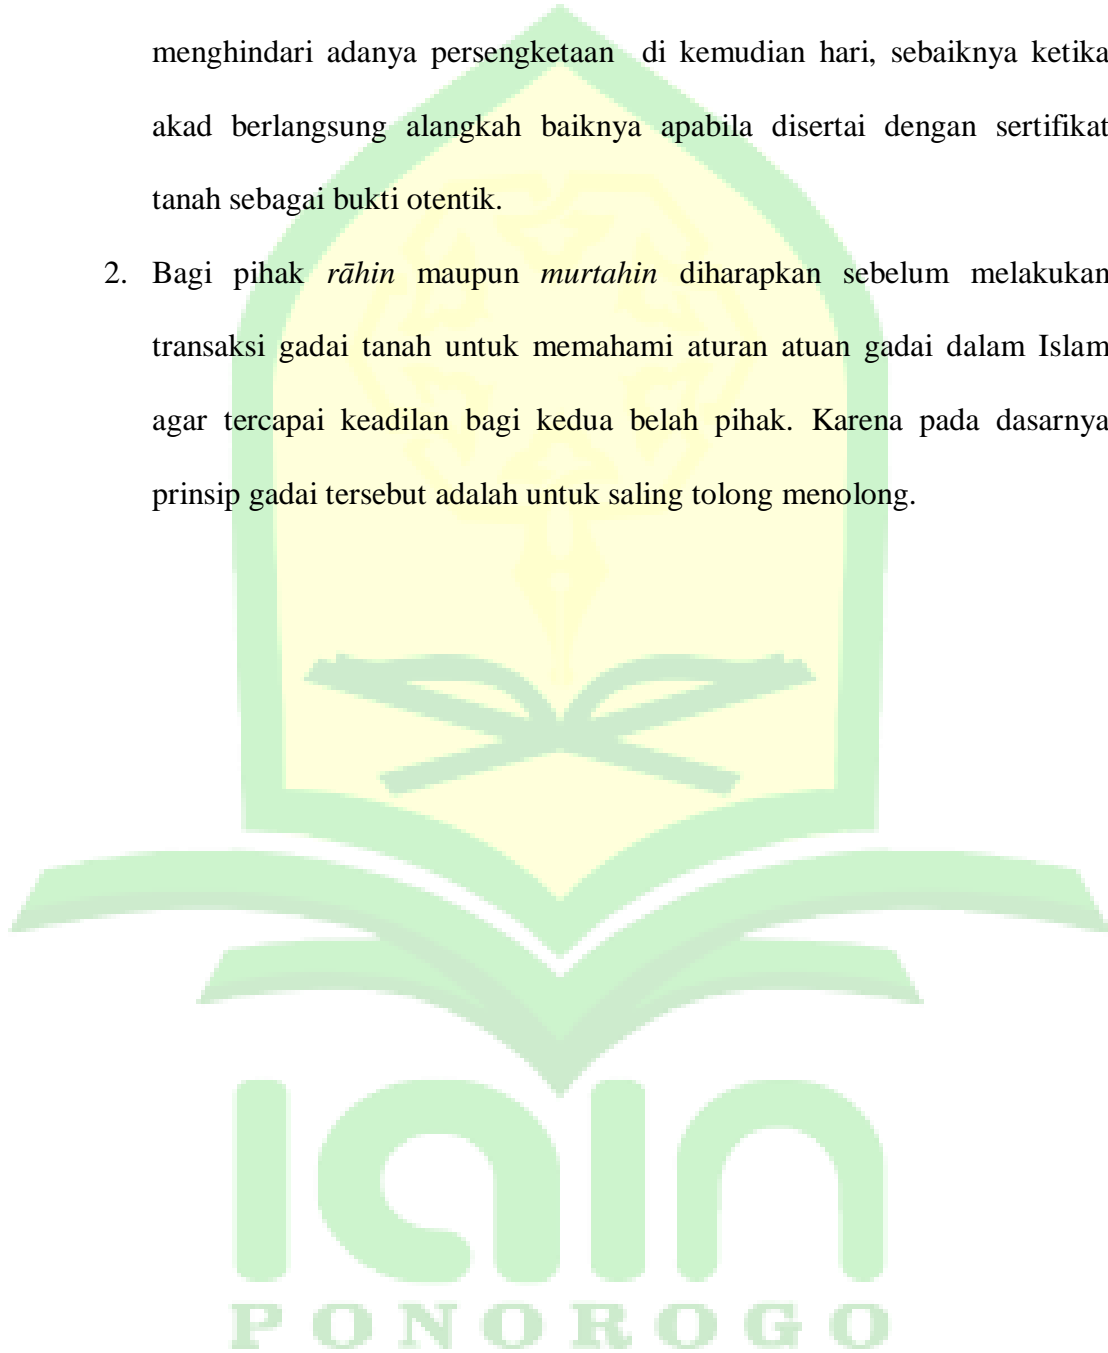 menghindari adanya persengketaan di kemudian hari, sebaiknya ketika
akad berlangsung alangkah baiknya apabila disertai dengan sertifikat
tanah sebagai bukti otentik.
2. Bagi pihak rāhin maupun murtahin diharapkan sebelum melakukan
transaksi gadai tanah untuk memahami aturan atuan gadai dalam Islam
agar tercapai keadilan bagi kedua belah pihak. Karena pada dasarnya
prinsip gadai tersebut adalah untuk saling tolong menolong.
iain
PONOROGO